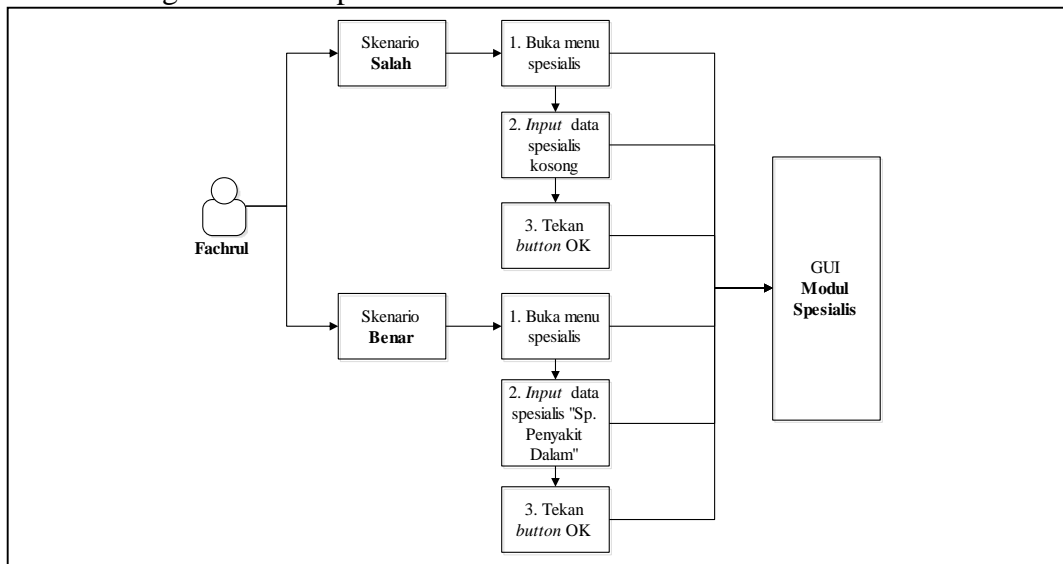 Skenario
Salah
1. Buka menu
spesialis
2. Input data
spesialis
kosong
3. Tekan
button OK
Fachrul
Skenario
Benar
1. Buka menu
spesialis
2. Input data
spesialis "Sp.
Penyakit
Dalam"
3. Tekan
button OK
GUI
Modul
Spesialis